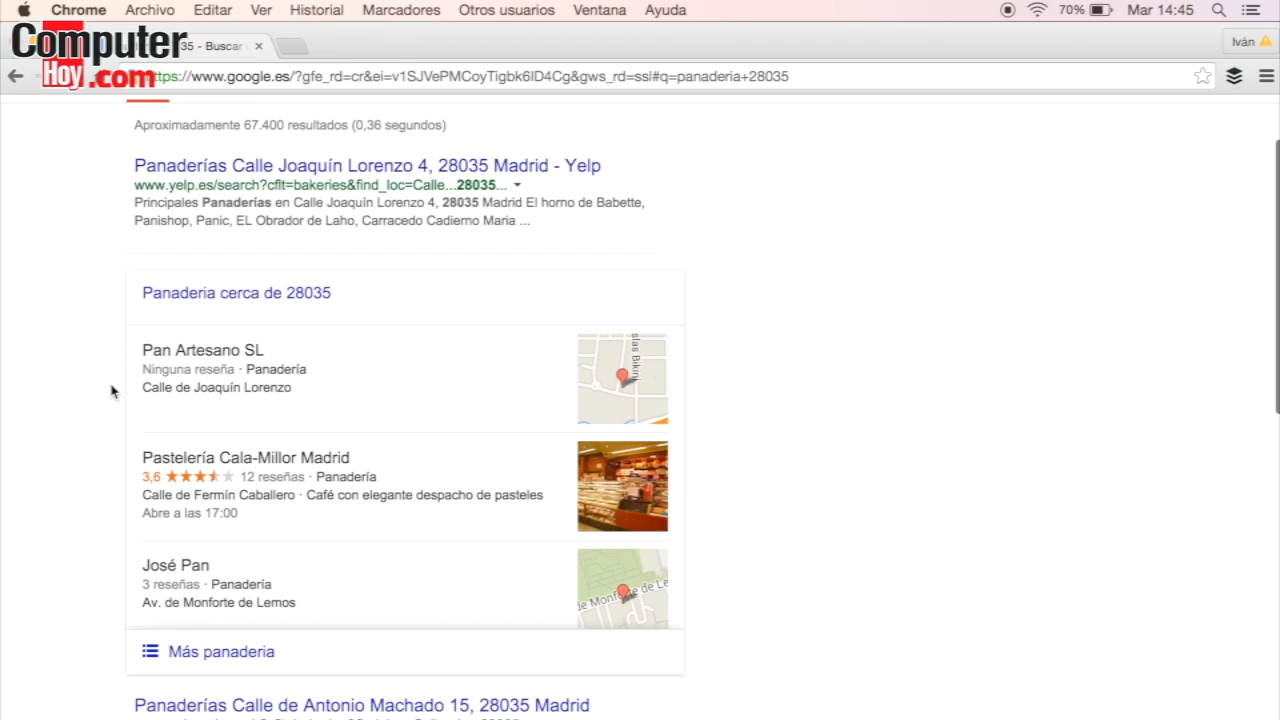 Chrome Archivo Editar Ver Historial Marcadores Otros usuarios Ventana Ayuda 70% Mar 14:45
Computer
Hoy.com
35 - Buscar
Iván
https://www.google.es/?gfe_rd=cr&ei=v1SJVePMCoyTigbk6ID4Cg&gws_rd=ssl#q=panaderia+28035
Aproximadamente 67.400 resultados (0,36 segundos)
Panaderías Calle Joaquín Lorenzo 4, 28035 Madrid - Yelp
www.yelp.es/search?cflt=bakeries&find_loc=Calle...28035...
Principales Panaderías en Calle Joaquín Lorenzo 4, 28035 Madrid El horno de Babette,
Panishop, Panic, EL Obrador de Laho, Carracedo Cadierno Maria ...
Panaderia cerca de 28035
Pan Artesano SL
Ninguna reseña · Panadería
Calle de Joaquín Lorenzo
Pastelería Cala-Millor Madrid
3,6 12 reseñas · Panadería
Calle de Fermín Caballero · Café con elegante despacho de pasteles
Abre a las 17:00
José Pan
3 reseñas · Panadería
Av. de Monforte de Lemos
de Monforte de Le
Más panaderia
Panaderías Calle de Antonio Machado 15, 28035 Madrid